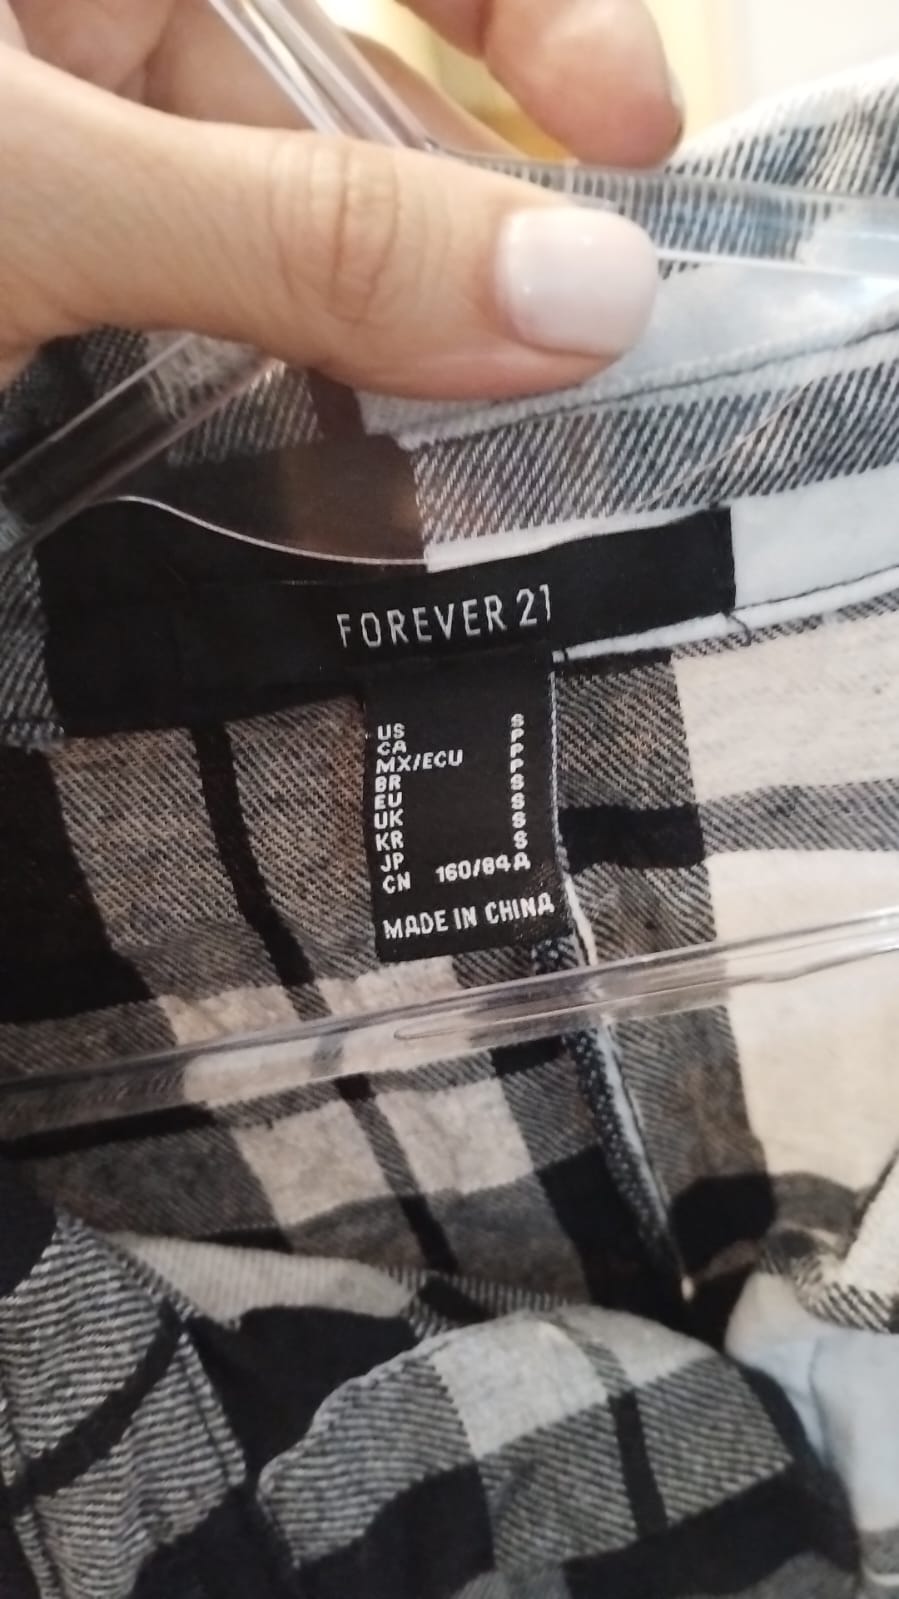 FOREVER 21
US S
CA P
MX/ECU P
BR P
EU S
UK S
KR S
JP S
CN 160/84A
MADE IN CHINA